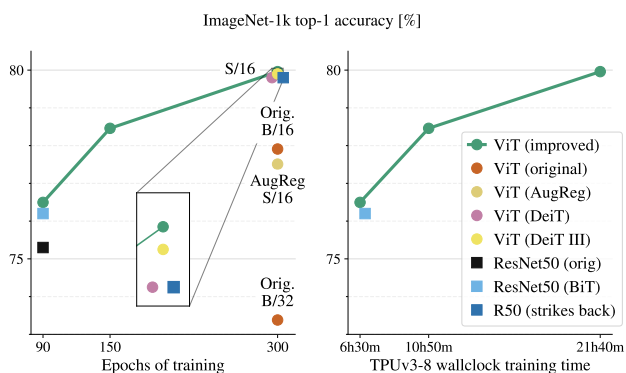 ImageNet-1k top-1 accuracy [%]
80
75
90
150
300
Epochs of training
S/16
Orig.
B/16
AugReg
S/16
Orig.
B/32
80
75
6h30m
10h50m
21h40m
TPUv3-8 wallclock training time
ViT (improved)
ViT (original)
ViT (AugReg)
ViT (DeiT)
ViT (DeiT III)
ResNet50 (orig)
ResNet50 (BiT)
R50 (strikes back)